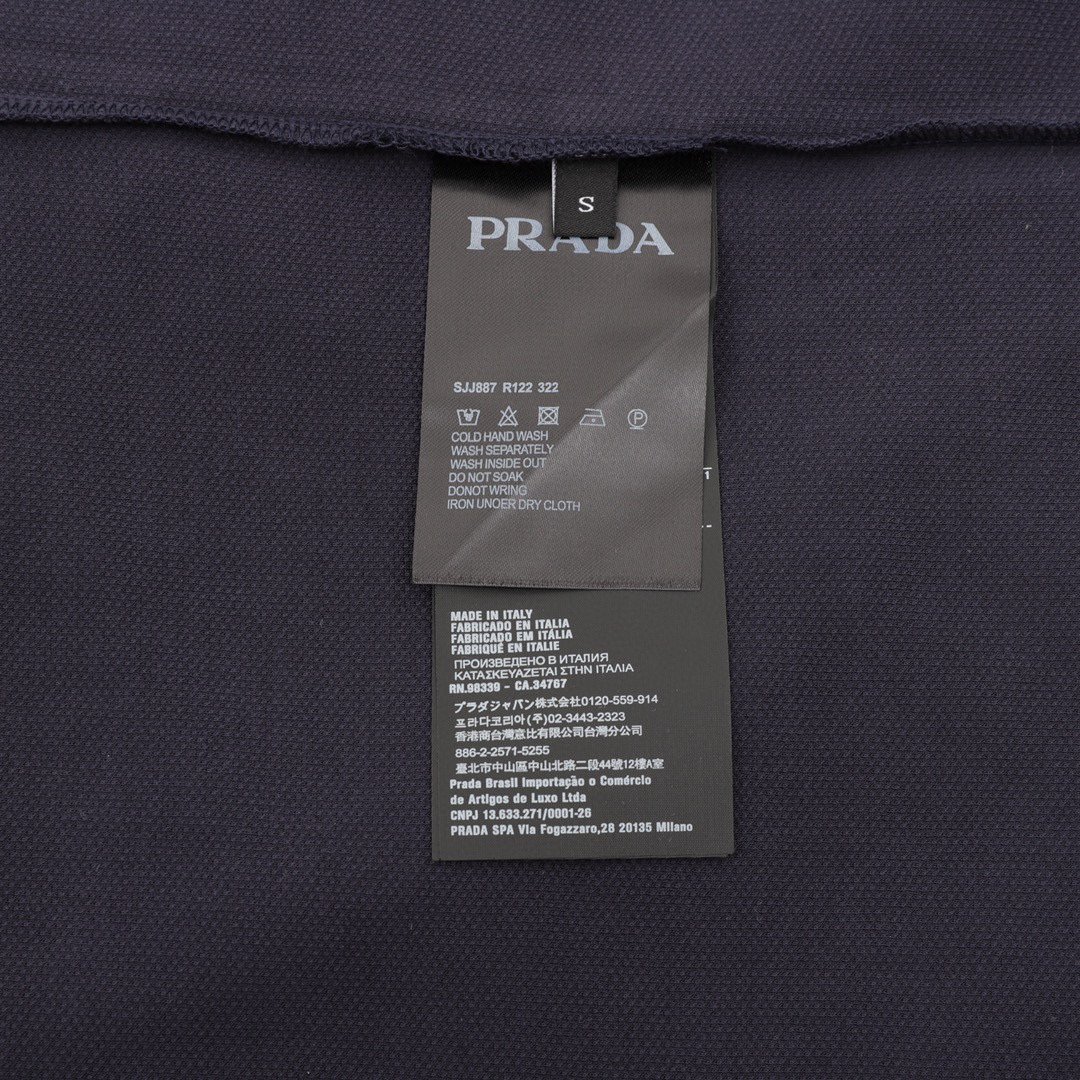 S
PRADA
SJJ887 R122 322
COLD HAND WASH
WASH SEPARATELY
WASH INSIDE OUT
DO NOT SOAK
DONOT WRING
IRON UNOER DRY CLOTH
MADE IN ITALY
FABRICADO EN ITALIA
FABRICADO EM ITÁLIA
FABRIQUÉ EN ITALIE
ПРОИЗВЕДЕНО В ИТАЛИЯ
ΚΑΤΑΣΚΕΥΑΖΕΤΑΙ ΣΤΗΝ ΙΤΑΛΙΑ
RN.98339 - CA.34767
プラダジャパン株式会社0120-559-914
프라다코리아(주)02-3443-2323
香港商台灣意比有限公司台灣分公司
886-2-2571-5255
臺北市中山區中山北路二段44號12樓A室
Prada Brasil Importação o Comércio
de Artigos de Luxo Ltda
CNPJ 13.633.271/0001-26
PRADA SPA Via Fogazzaro,28 20135 Milano